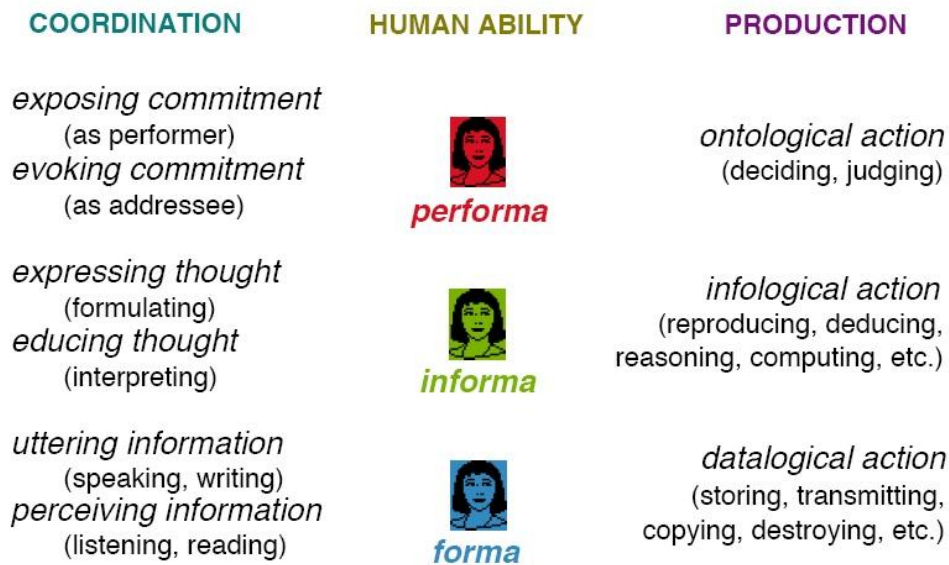 COORDINATION HUMAN ABILITY PRODUCTION
exposing commitment
(as performer)
evoking commitment
(as addressee)
performa
ontological action
(deciding, judging)
expressing thought
(formulating)
educing thought
(interpreting)
informa
infological action
(reproducing, deducing,
reasoning, computing, etc.)
uttering information
(speaking, writing)
perceiving information
(listening, reading)
forma
datalogical action
(storing, transmitting,
copying, destroying, etc.)